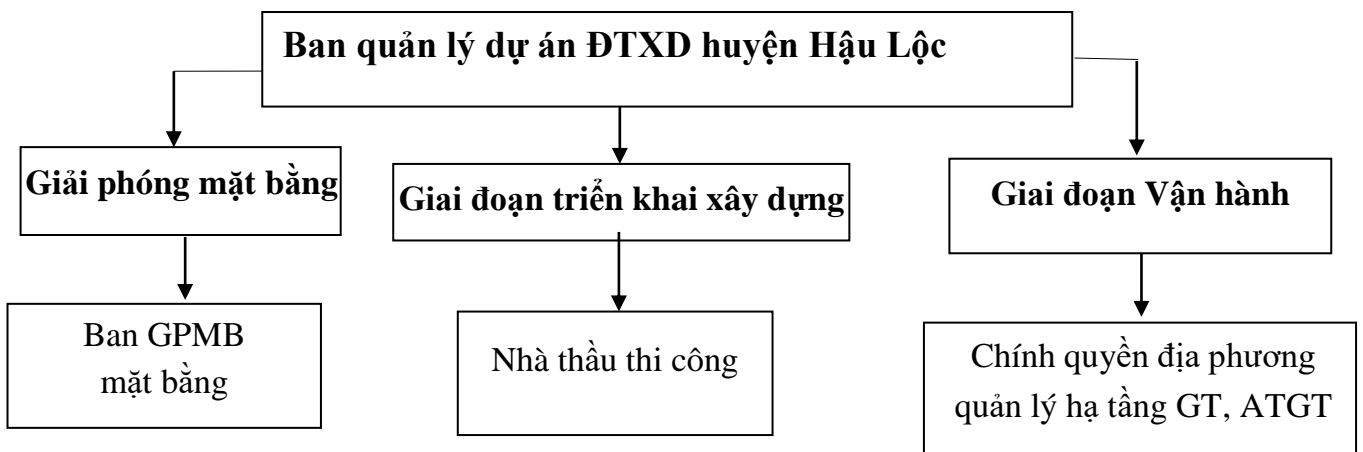 Ban quản lý dự án ĐTXD huyện Hậu Lộc
Giải phóng mặt bằng
Giai đoạn triển khai xây dựng
Giai đoạn Vận hành
Ban GPMB
mặt bằng
Nhà thầu thi công
Chính quyền địa phương
quản lý hạ tầng GT, ATGT